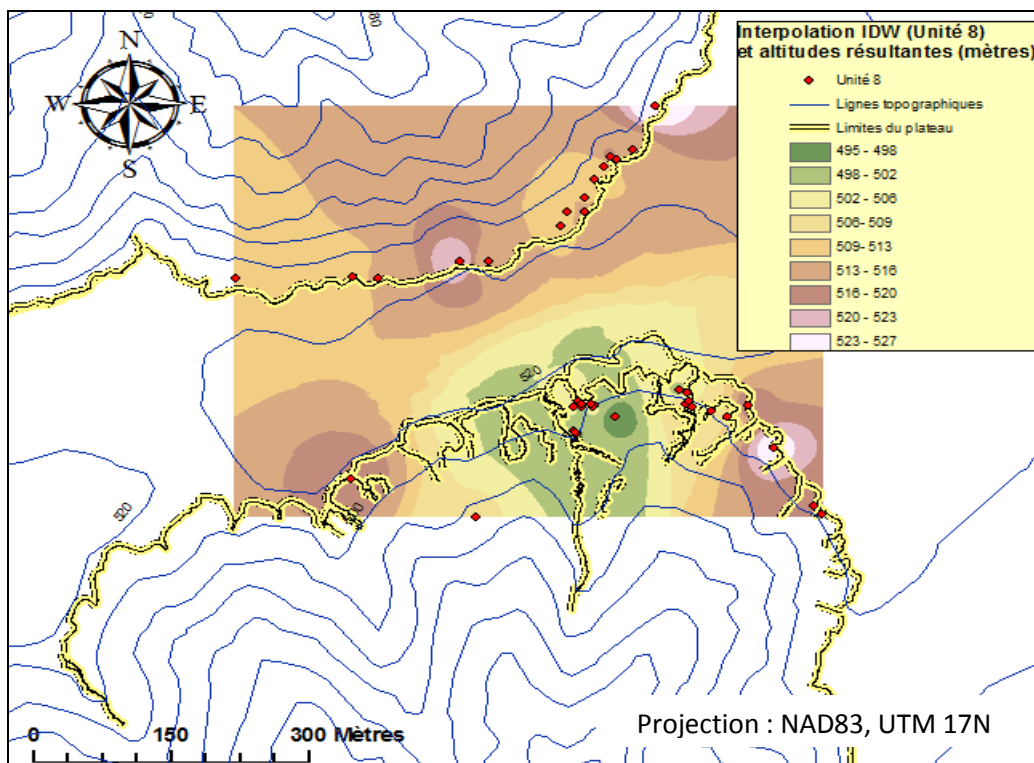 Interpolation IDW (Unité 8)
et altitudes résultantes (mètres)
Unité 8
Lignes topographiques
Limites du plateau
495 - 498
498 - 502
502 - 506
506- 509
509- 513
513 - 516
516 - 520
520 - 523
523 - 527
N
W
E
S
520
520
0
150
300 Mètres
Projection : NAD83, UTM 17N